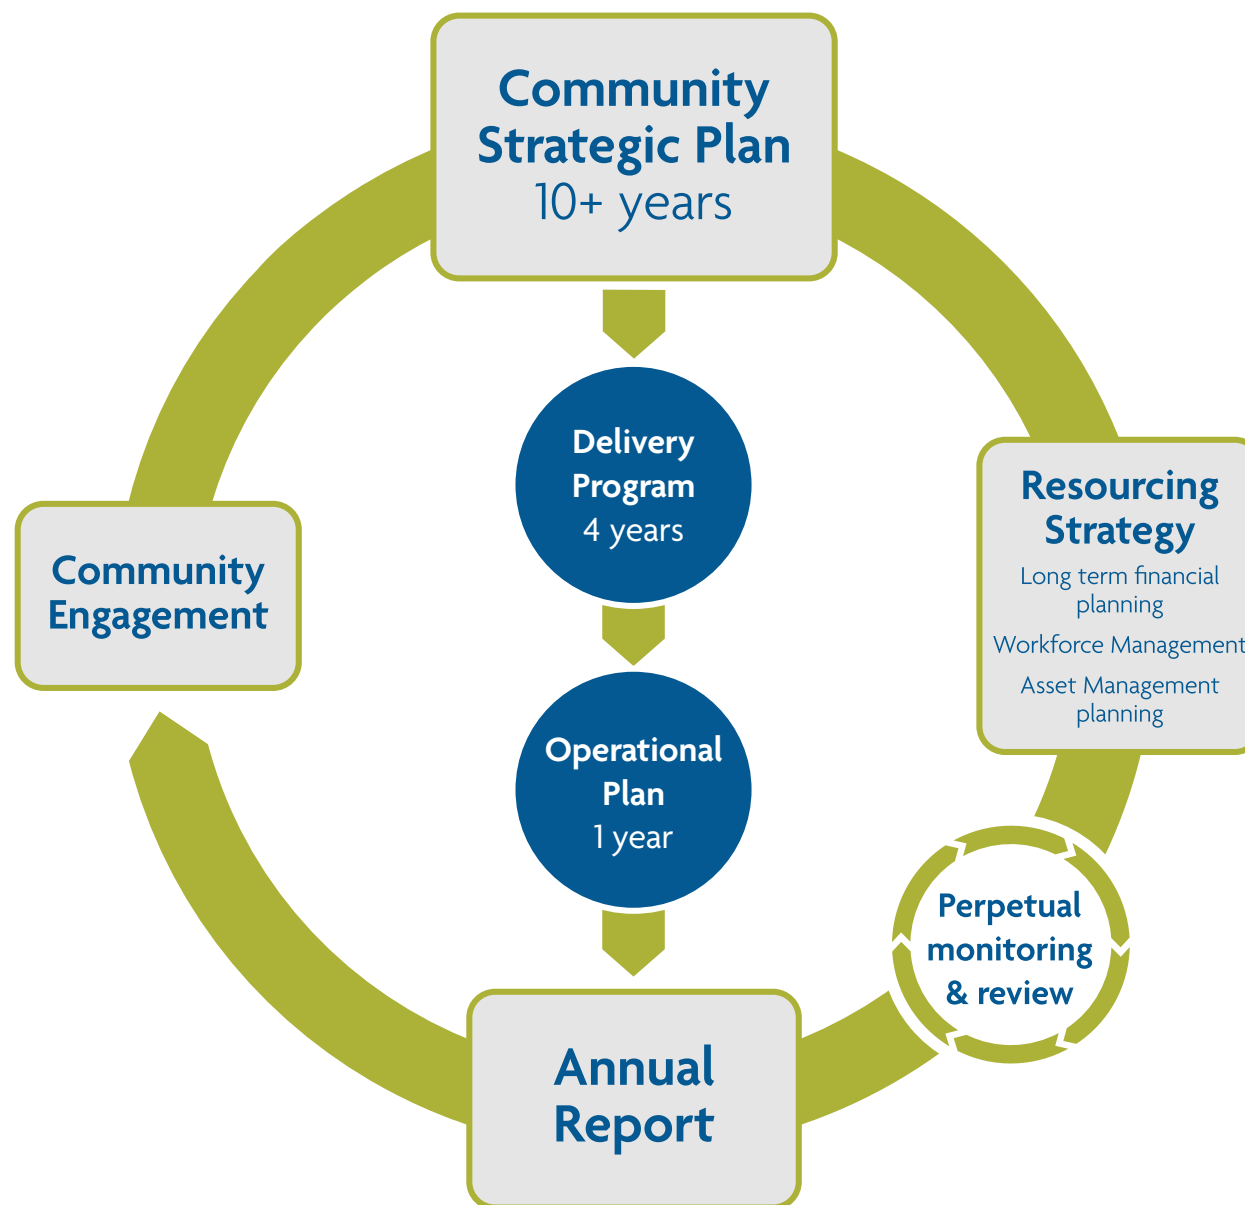 Community
Strategic Plan
10+ years
Delivery
Program
4 years
Resourcing
Strategy
Long term financial
planning
Workforce Management
Asset Management
planning
Community
Engagement
Operational
Plan
1 year
Perpetual
monitoring
& review
Annual
Report